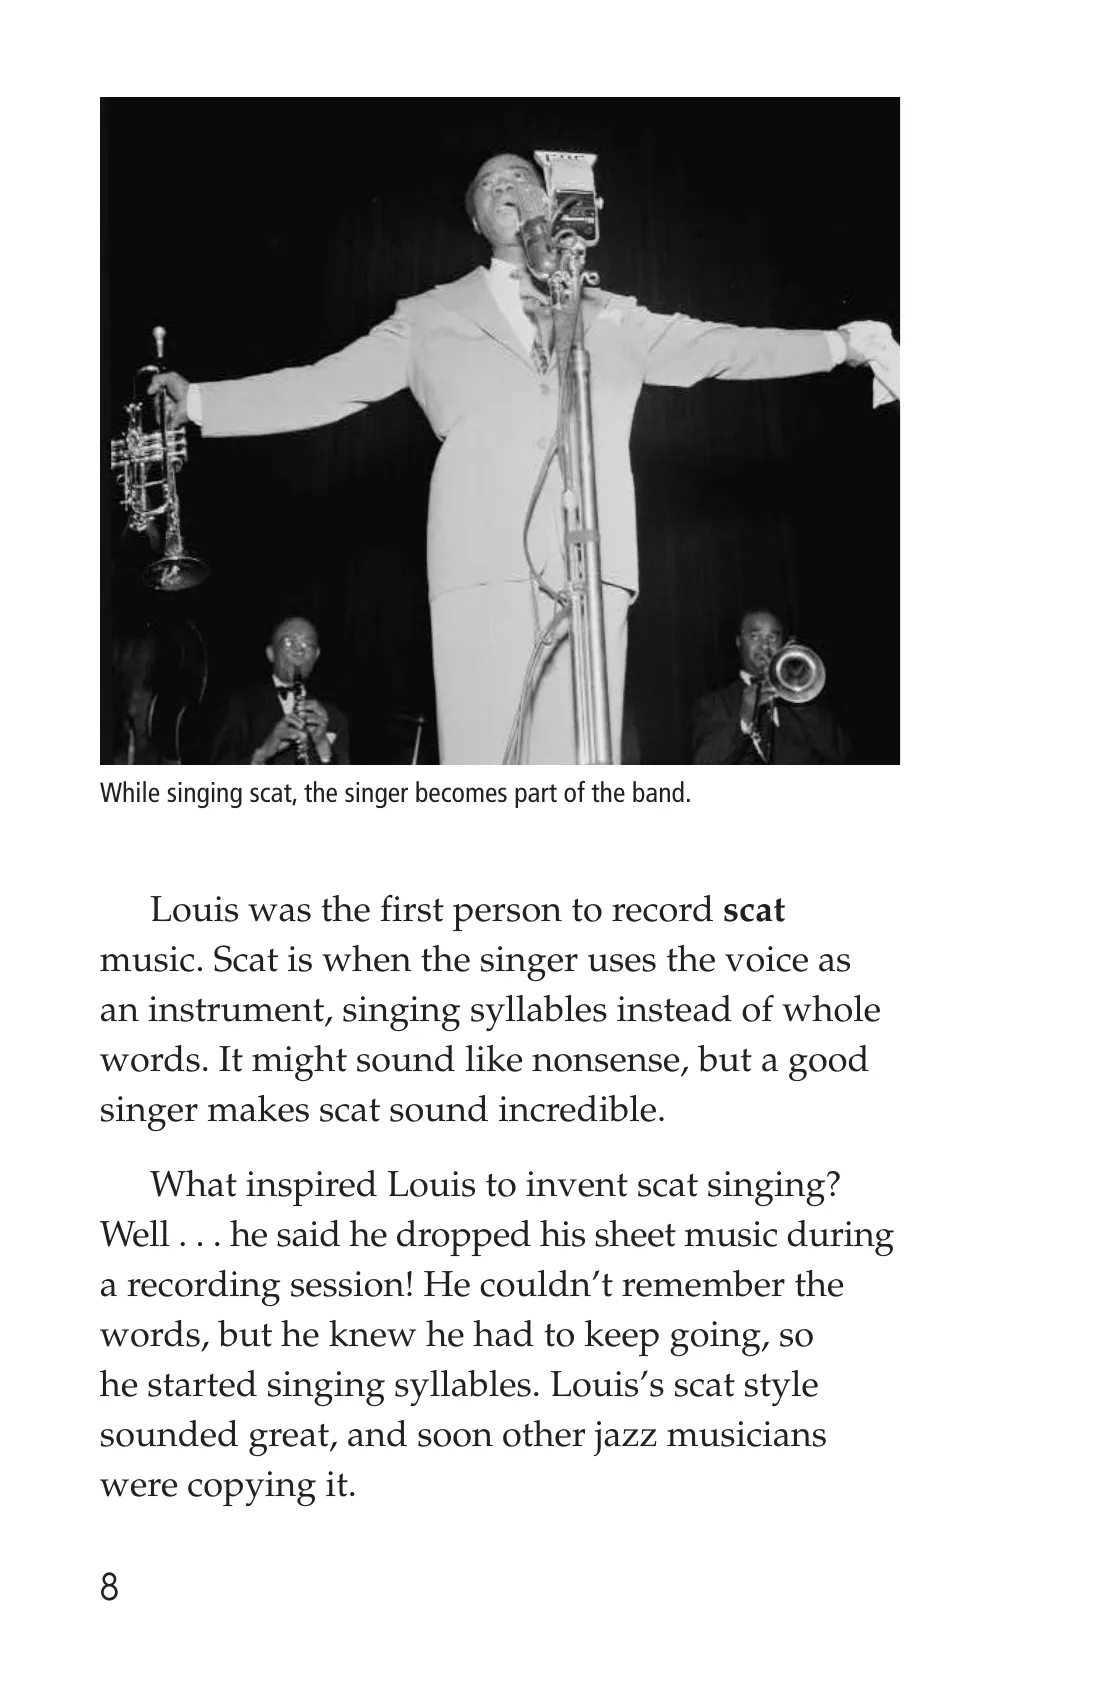 While singing scat, the singer becomes part of the band.
Louis was the first person to record scat
music. Scat is when the singer uses the voice as
an instrument, singing syllables instead of whole
words. It might sound like nonsense, but a good
singer makes scat sound incredible.
What inspired Louis to invent scat singing?
Well . . . he said he dropped his sheet music during
a recording session! He couldn’t remember the
words, but he knew he had to keep going, so
he started singing syllables. Louis’s scat style
sounded great, and soon other jazz musicians
were copying it.
8